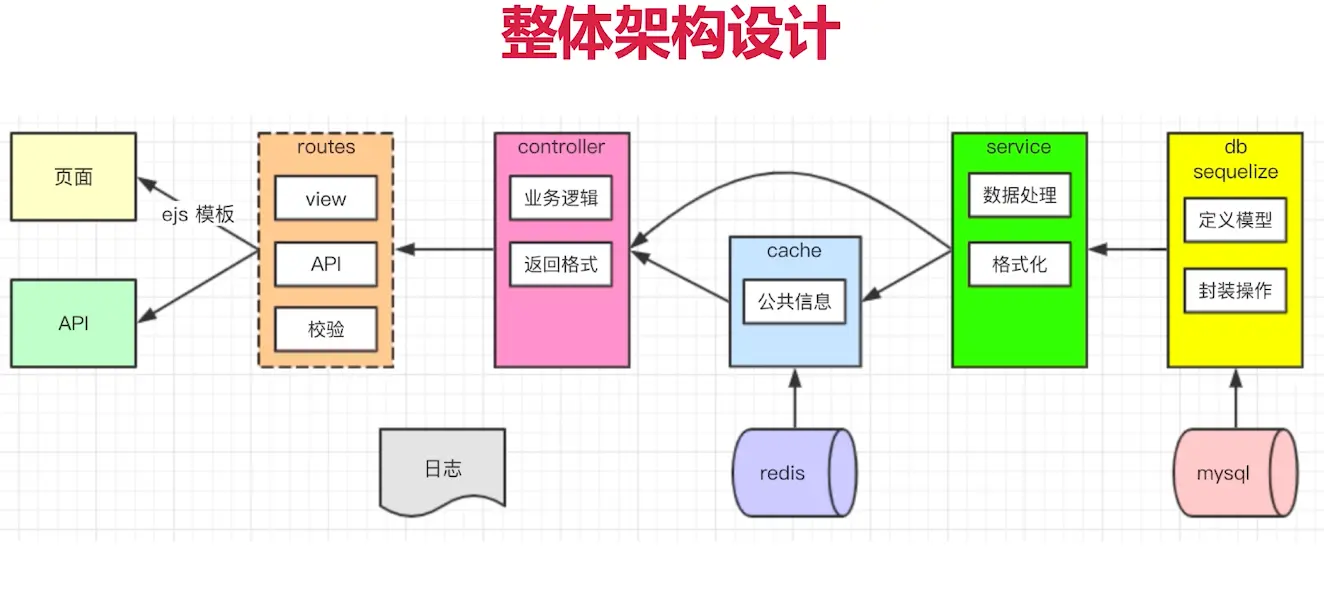 整体架构设计
页面
ejs 模板
API
routes
view
API
校验
controller
业务逻辑
返回格式
cache
公共信息
service
数据处理
格式化
db
sequelize
定义模型
封装操作
日志
redis
mysql